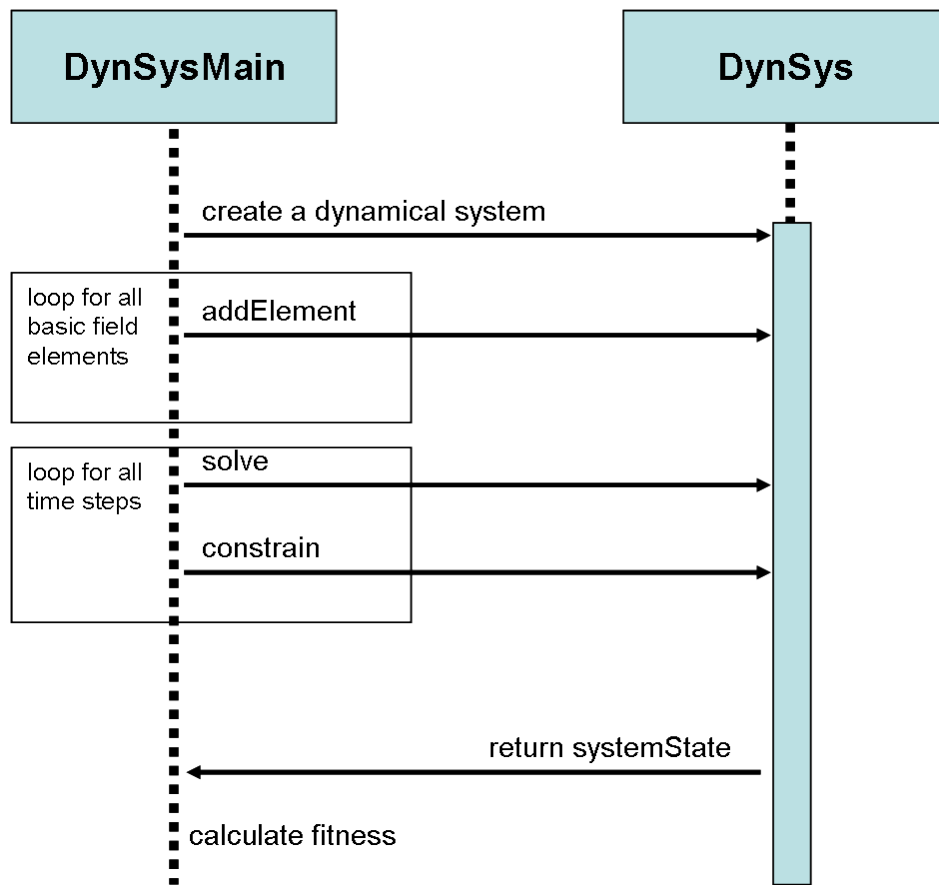 DynSysMain
DynSys
create a dynamical system
loop for all
basic field
elements
addElement
loop for all
time steps
solve
constrain
return systemState
calculate fitness